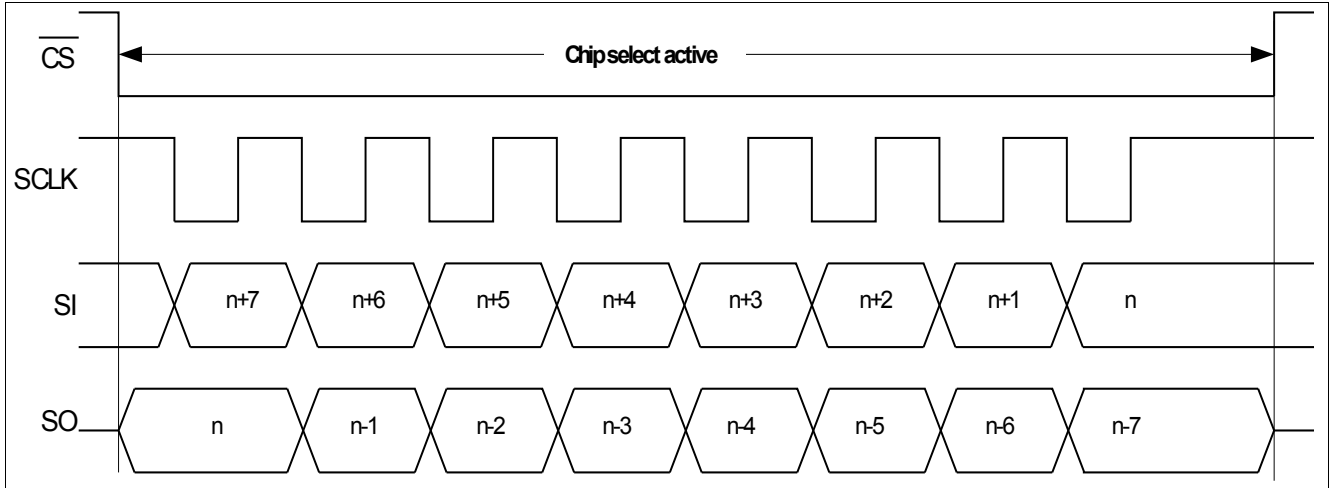 CS
Chip select active
SCLK
SI
n+7 n+6 n+5 n+4 n+3 n+2 n+1 n
SO
n n-1 n-2 n-3 n-4 n-5 n-6 n-7